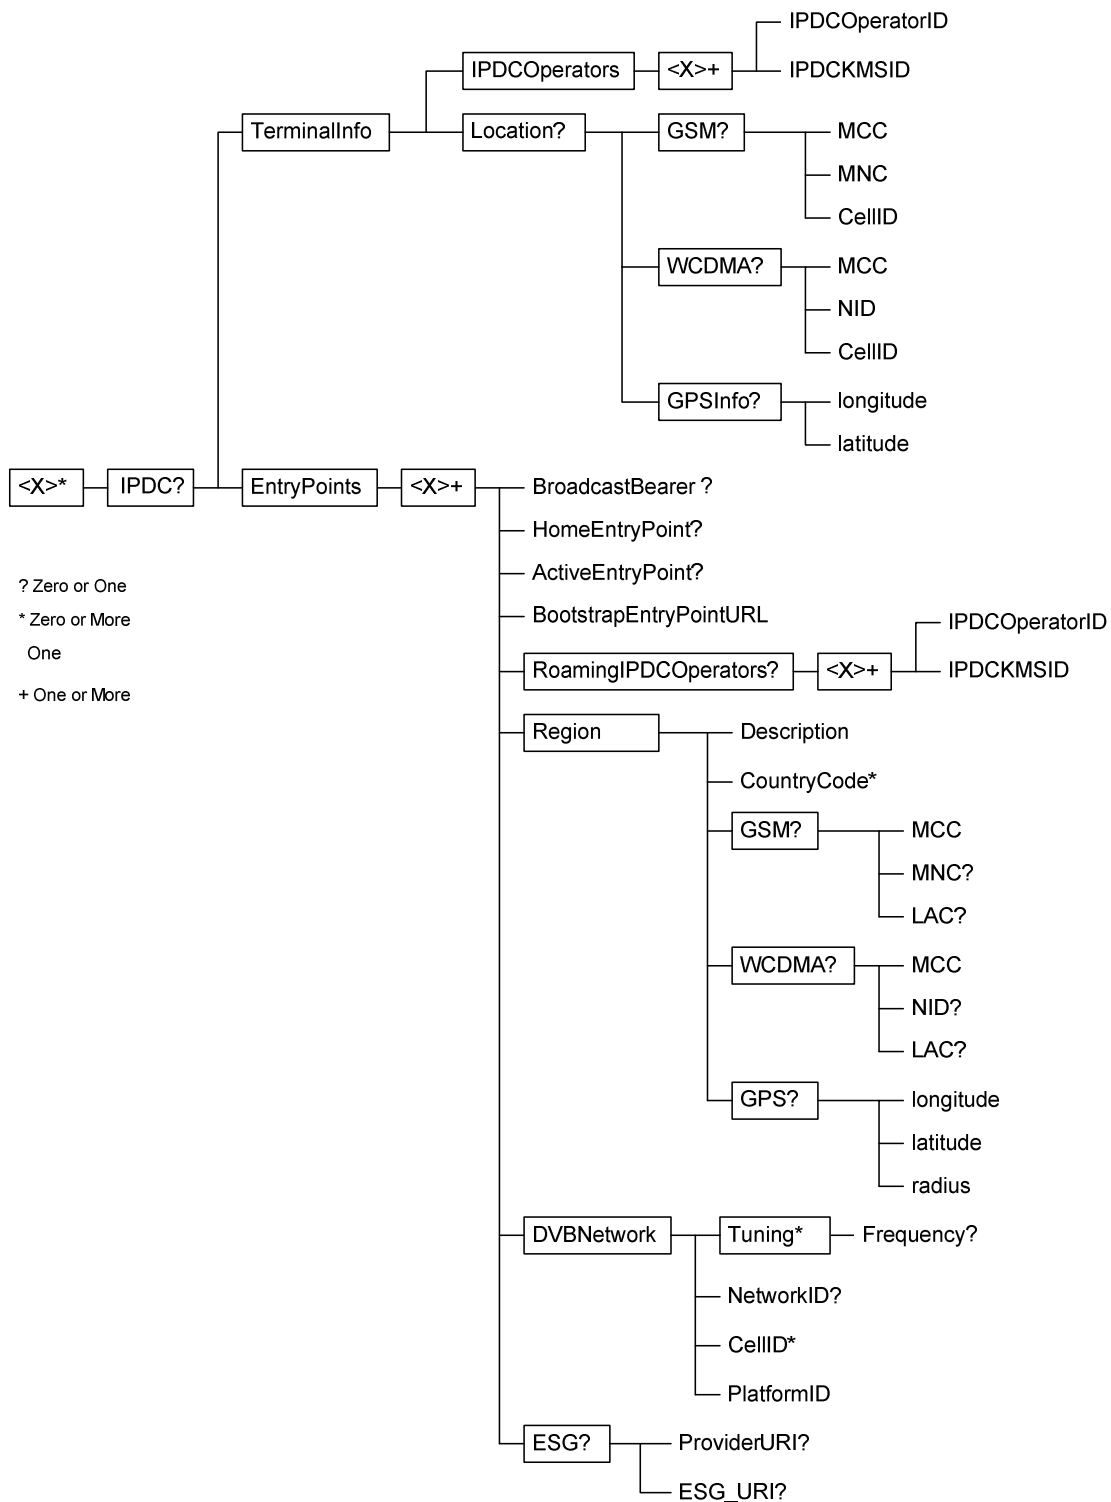 IPDCOperatorID
IPDCOperators
<X>+
IPDCKMSID
TerminalInfo
Location?
GSM?
MCC
MNC
CellID
WCDMA?
MCC
NID
CellID
GPSInfo?
longitude
latitude
<X>*
IPDC?
EntryPoints
<X>+
BroadcastBearer ?
HomeEntryPoint?
ActiveEntryPoint?
BootstrapEntryPointURL
? Zero or One
* Zero or More
One
+ One or More
IPDCOperatorID
RoamingIPDCOperators?
<X>+
IPDCKMSID
Region
Description
CountryCode*
GSM?
MCC
MNC?
LAC?
WCDMA?
MCC
NID?
LAC?
GPS?
longitude
latitude
radius
DVBNetwork
Tuning*
Frequency?
NetworkID?
CellID*
PlatformID
ESG?
ProviderURI?
ESG_URI?